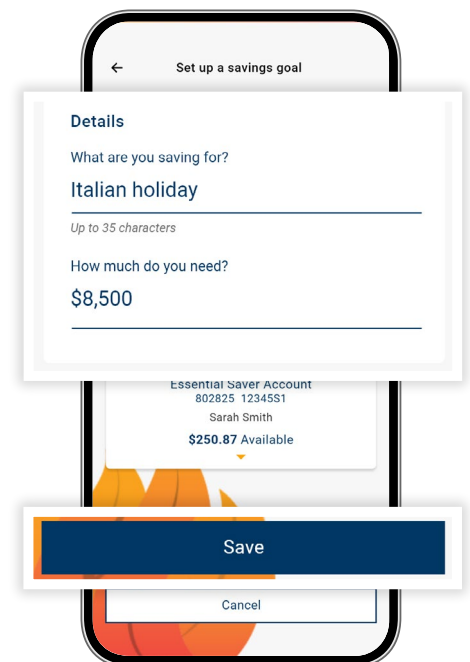 Set up a savings goal
Details
What are you saving for?
Italian holiday
Up to 35 characters
How much do you need?
$8,500
Essential Saver Account
802825 12345S1
Sarah Smith
$250.87 Available
Save
Cancel